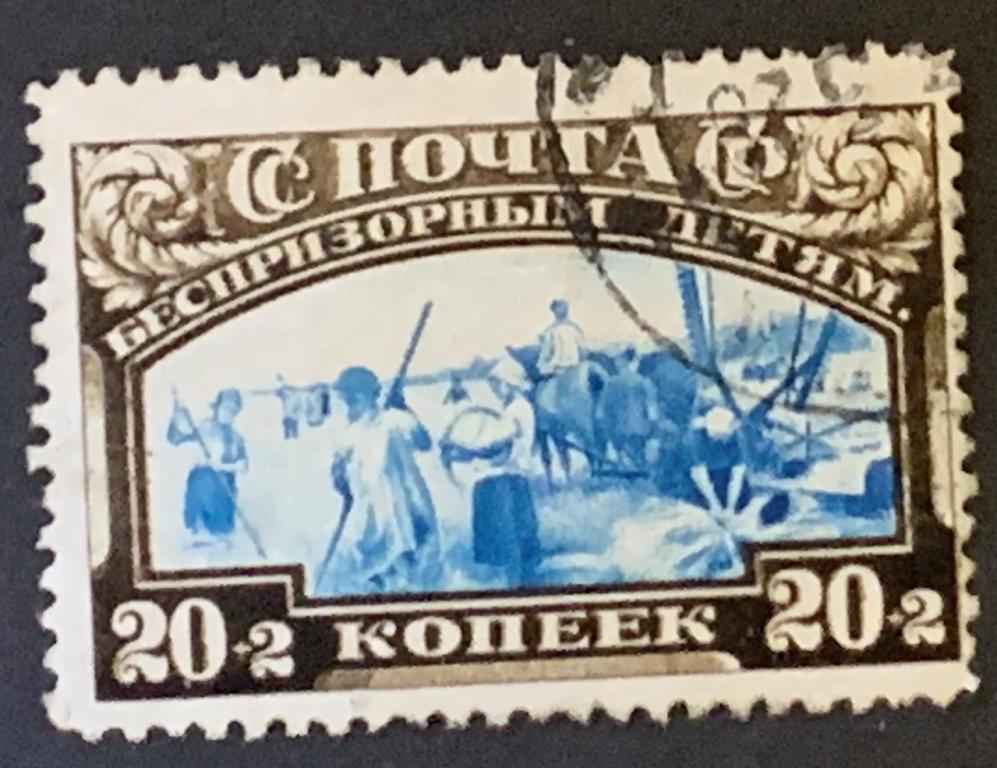 СС ПОЧТА СР
БЕСПРИЗОРНЫМ ДЕТЯМ.
20+2 КОПЕЕК 20+2